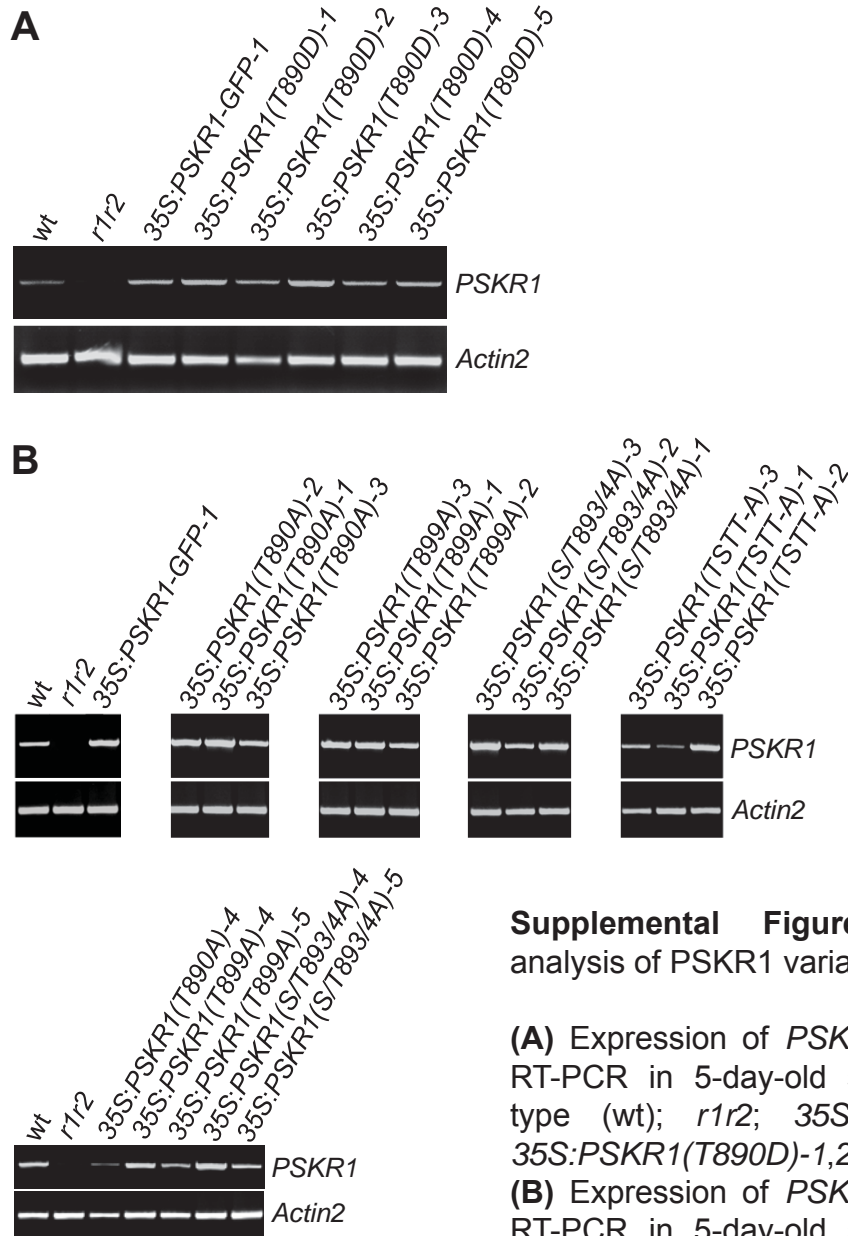 A
wt
r1r2
35S:PSKR1-GFP-1
35S:PSKR1(T890D)-1
35S:PSKR1(T890D)-2
35S:PSKR1(T890D)-3
35S:PSKR1(T890D)-4
35S:PSKR1(T890D)-5
PSKR1
Actin2
B
wt
r1r2
35S:PSKR1-GFP-1
35S:PSKR1(T890A)-2
35S:PSKR1(T890A)-1
35S:PSKR1(T890A)-3
35S:PSKR1(T899A)-3
35S:PSKR1(T899A)-1
35S:PSKR1(T899A)-2
35S:PSKR1(S/T893/4A)-3
35S:PSKR1(S/T893/4A)-2
35S:PSKR1(S/T893/4A)-1
35S:PSKR1(TSTT-A)-3
35S:PSKR1(TSTT-A)-1
35S:PSKR1(TSTT-A)-2
PSKR1
Actin2
wt
r1r2
35S:PSKR1(T890A)-4
35S:PSKR1(T899A)-4
35S:PSKR1(T899A)-5
35S:PSKR1(S/T893/4A)-4
35S:PSKR1(S/T893/4A)-5
PSKR1
Actin2
Supplemental Figure
analysis of PSKR1 varia
(A) Expression of PSK
RT-PCR in 5-day-old
type (wt); r1r2; 35S
35S:PSKR1(T890D)-1,2
(B) Expression of PSK
RT-PCR in 5-day-old